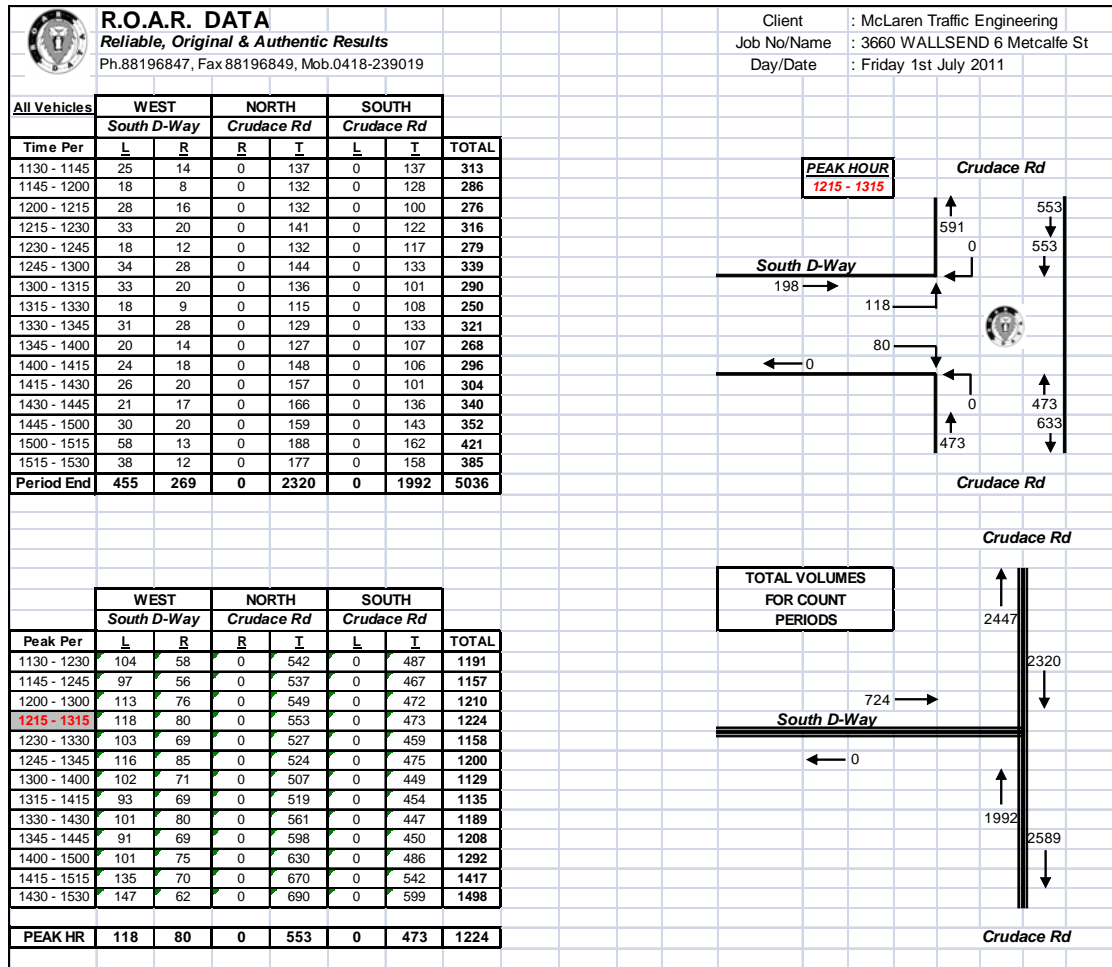 R.O.A.R. DATA
Reliable, Original & Authentic Results
Ph.88196847, Fax 88196849, Mob.0418-239019
Client : McLaren Traffic Engineering
Job No/Name : 3660 WALLSEND 6 Metcalfe St
Day/Date : Friday 1st July 2011
All Vehicles WEST NORTH SOUTH
South D-Way Crudace Rd Crudace Rd
Time Per L R R T L T TOTAL
1130 - 1145 25 14 0 137 0 137 313
1145 - 1200 18 8 0 132 0 128 286
1200 - 1215 28 16 0 132 0 100 276
1215 - 1230 33 20 0 141 0 122 316
1230 - 1245 18 12 0 132 0 117 279
1245 - 1300 34 28 0 144 0 133 339
1300 - 1315 33 20 0 136 0 101 290
1315 - 1330 18 9 0 115 0 108 250
1330 - 1345 31 28 0 129 0 133 321
1345 - 1400 20 14 0 127 0 107 268
1400 - 1415 24 18 0 148 0 106 296
1415 - 1430 26 20 0 157 0 101 304
1430 - 1445 21 17 0 166 0 136 340
1445 - 1500 30 20 0 159 0 143 352
1500 - 1515 58 13 0 188 0 162 421
1515 - 1530 38 12 0 177 0 158 385
Period End 455 269 0 2320 0 1992 5036
PEAK HOUR
1215 - 1315
Crudace Rd
591 553
0 553
South D-Way
198
118
80
0
0 473
473 633
Crudace Rd
WEST NORTH SOUTH
South D-Way Crudace Rd Crudace Rd
Peak Per L R R T L T TOTAL
1130 - 1230 104 58 0 542 0 487 1191
1145 - 1245 97 56 0 537 0 467 1157
1200 - 1300 113 76 0 549 0 472 1210
1215 - 1315 118 80 0 553 0 473 1224
1230 - 1330 103 69 0 527 0 459 1158
1245 - 1345 116 85 0 524 0 475 1200
1300 - 1400 102 71 0 507 0 449 1129
1315 - 1415 93 69 0 519 0 454 1135
1330 - 1430 101 80 0 561 0 447 1189
1345 - 1445 91 69 0 598 0 450 1208
1400 - 1500 101 75 0 630 0 486 1292
1415 - 1515 135 70 0 670 0 542 1417
1430 - 1530 147 62 0 690 0 599 1498
PEAK HR 118 80 0 553 0 473 1224
Crudace Rd
TOTAL VOLUMES
FOR COUNT
PERIODS
2447
2320
724
South D-Way
0
1992
2589
Crudace Rd